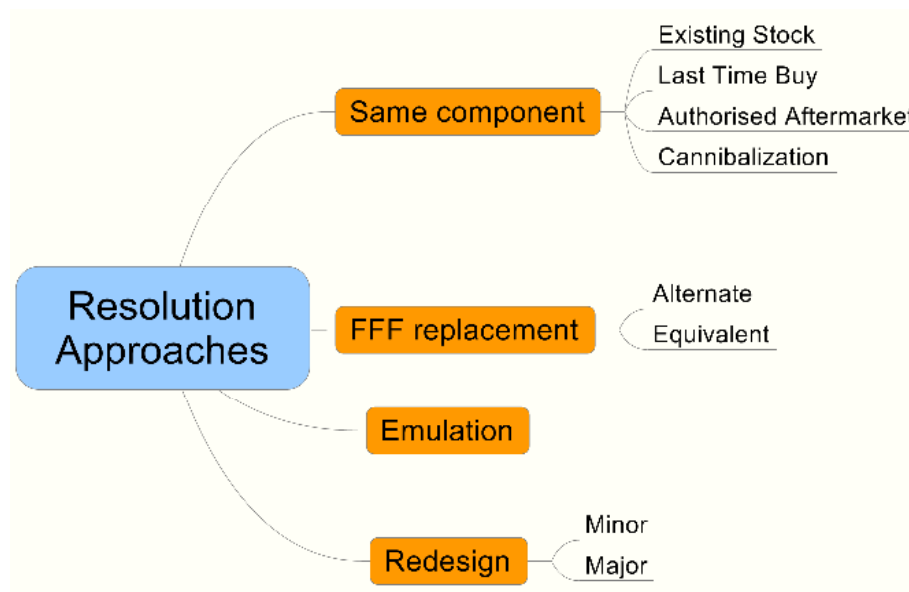 Resolution
Approaches
Same component
Existing Stock
Last Time Buy
Authorised Aftermarket
Cannibalization
FFF replacement
Alternate
Equivalent
Emulation
Redesign
Minor
Major